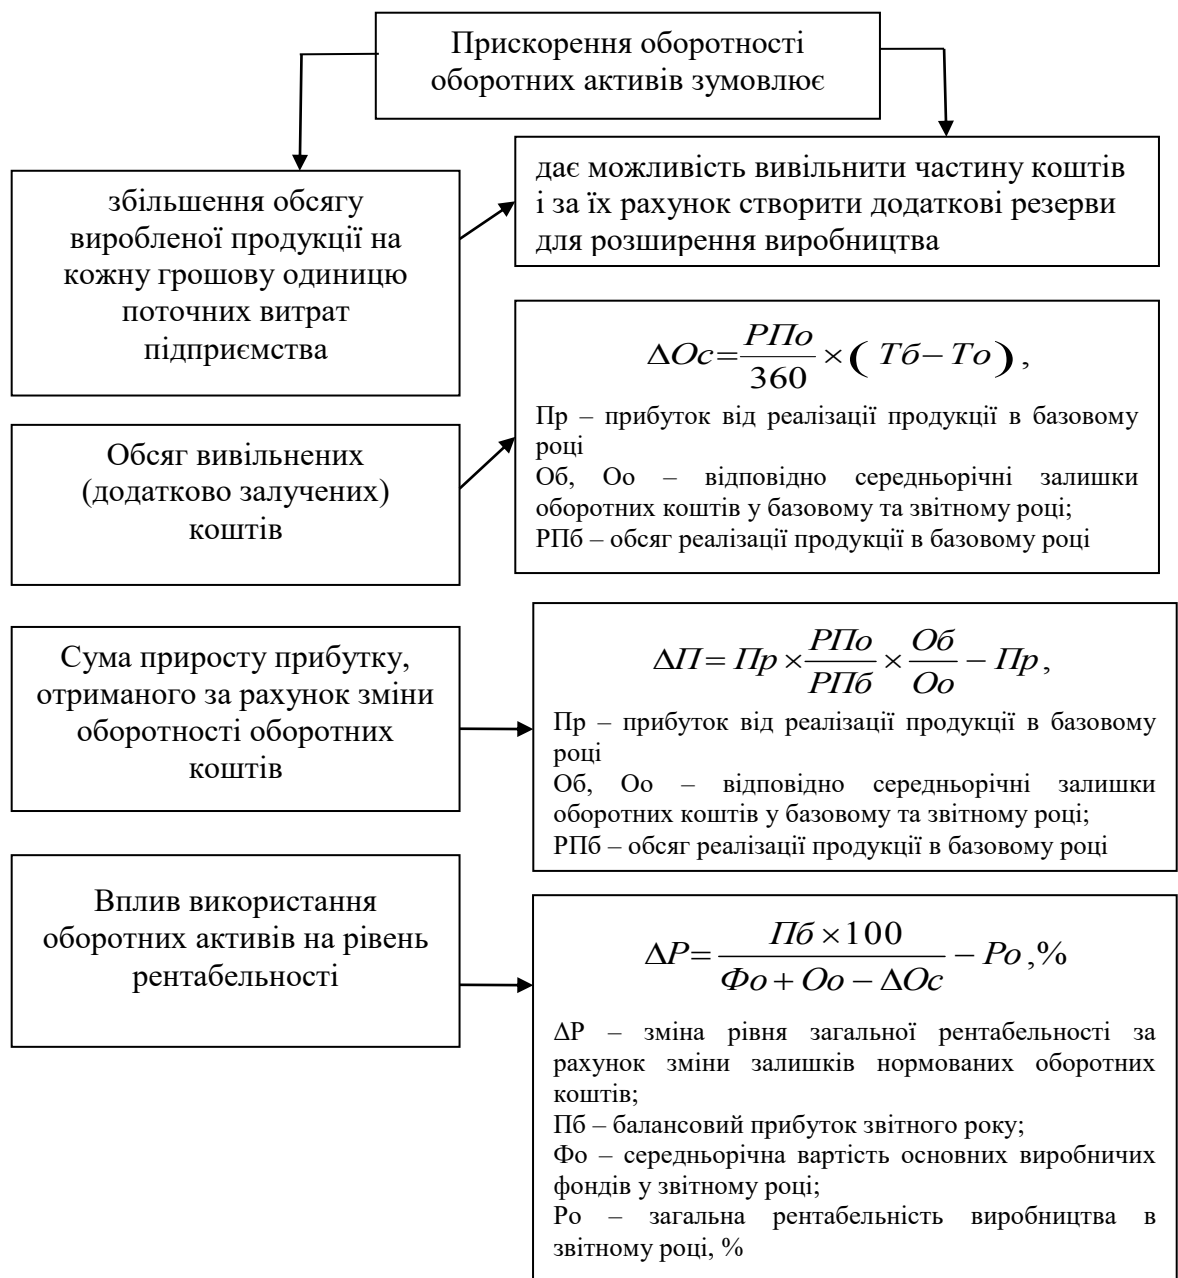 Прискорення оборотності
оборотних активів зумовлює
збільшення обсягу
виробленої продукції на
кожну грошову одиницю
поточних витрат
підприємства
дає можливість вивільнити частину коштів
і за їх рахунок створити додаткові резерви
для розширення виробництва
Обсяг вивільнених
(додатково залучених)
коштів
ΔОс=РПо/360×( Тб−То),
Пр – прибуток від реалізації продукції в базовому
році
Об, Оо – відповідно середньорічні залишки
оборотних коштів у базовому та звітному році;
РПб – обсяг реалізації продукції в базовому році
Сума приросту прибутку,
отриманого за рахунок зміни
оборотності оборотних
коштів
ΔП=Пр×РПо/РПб×Об/Оо−Пр,
Пр – прибуток від реалізації продукції в базовому
році
Об, Оо – відповідно середньорічні залишки
оборотних коштів у базовому та звітному році;
РПб – обсяг реалізації продукції в базовому році
Вплив використання
оборотних активів на рівень
рентабельності
ΔР=Пб×100/Фо+Оо−ΔОс−Ро,%
ΔР – зміна рівня загальної рентабельності за
рахунок зміни залишків нормованих оборотних
коштів;
Пб – балансовий прибуток звітного року;
Фо – середньорічна вартість основних виробничих
фондів у звітному році;
Ро – загальна рентабельність виробництва в
звітному році, %